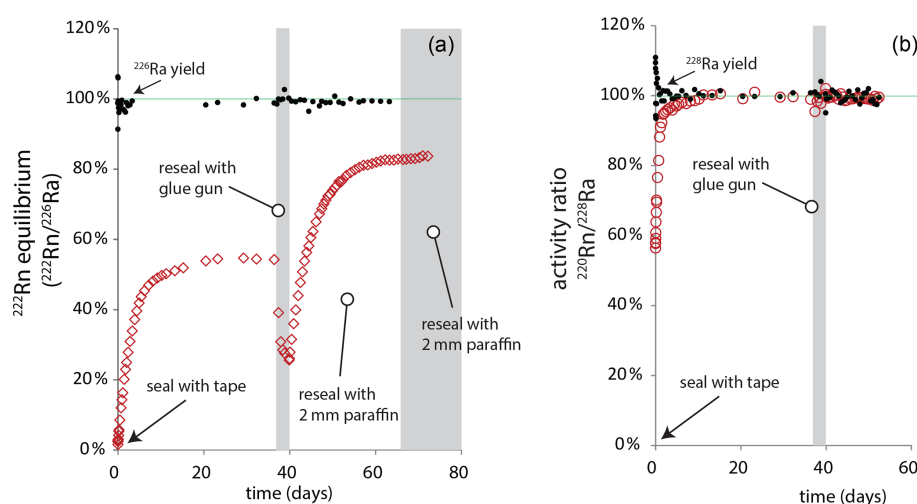 (a)
120%
100%
80%
60%
40%
20%
0%
²²²Rn equilibrium
(²²²Rn/²²⁶Ra)
²²⁶Ra yield
reseal with
glue gun
seal with tape
reseal with
2 mm paraffin
reseal with
2 mm paraffin
0
20
40
60
80
time (days)
(b)
120%
100%
80%
60%
40%
20%
0%
activity ratio
²²⁰Rn/²²⁸Ra
²²⁸Ra yield
reseal with
glue gun
seal with tape
0
20
40
60
time (days)